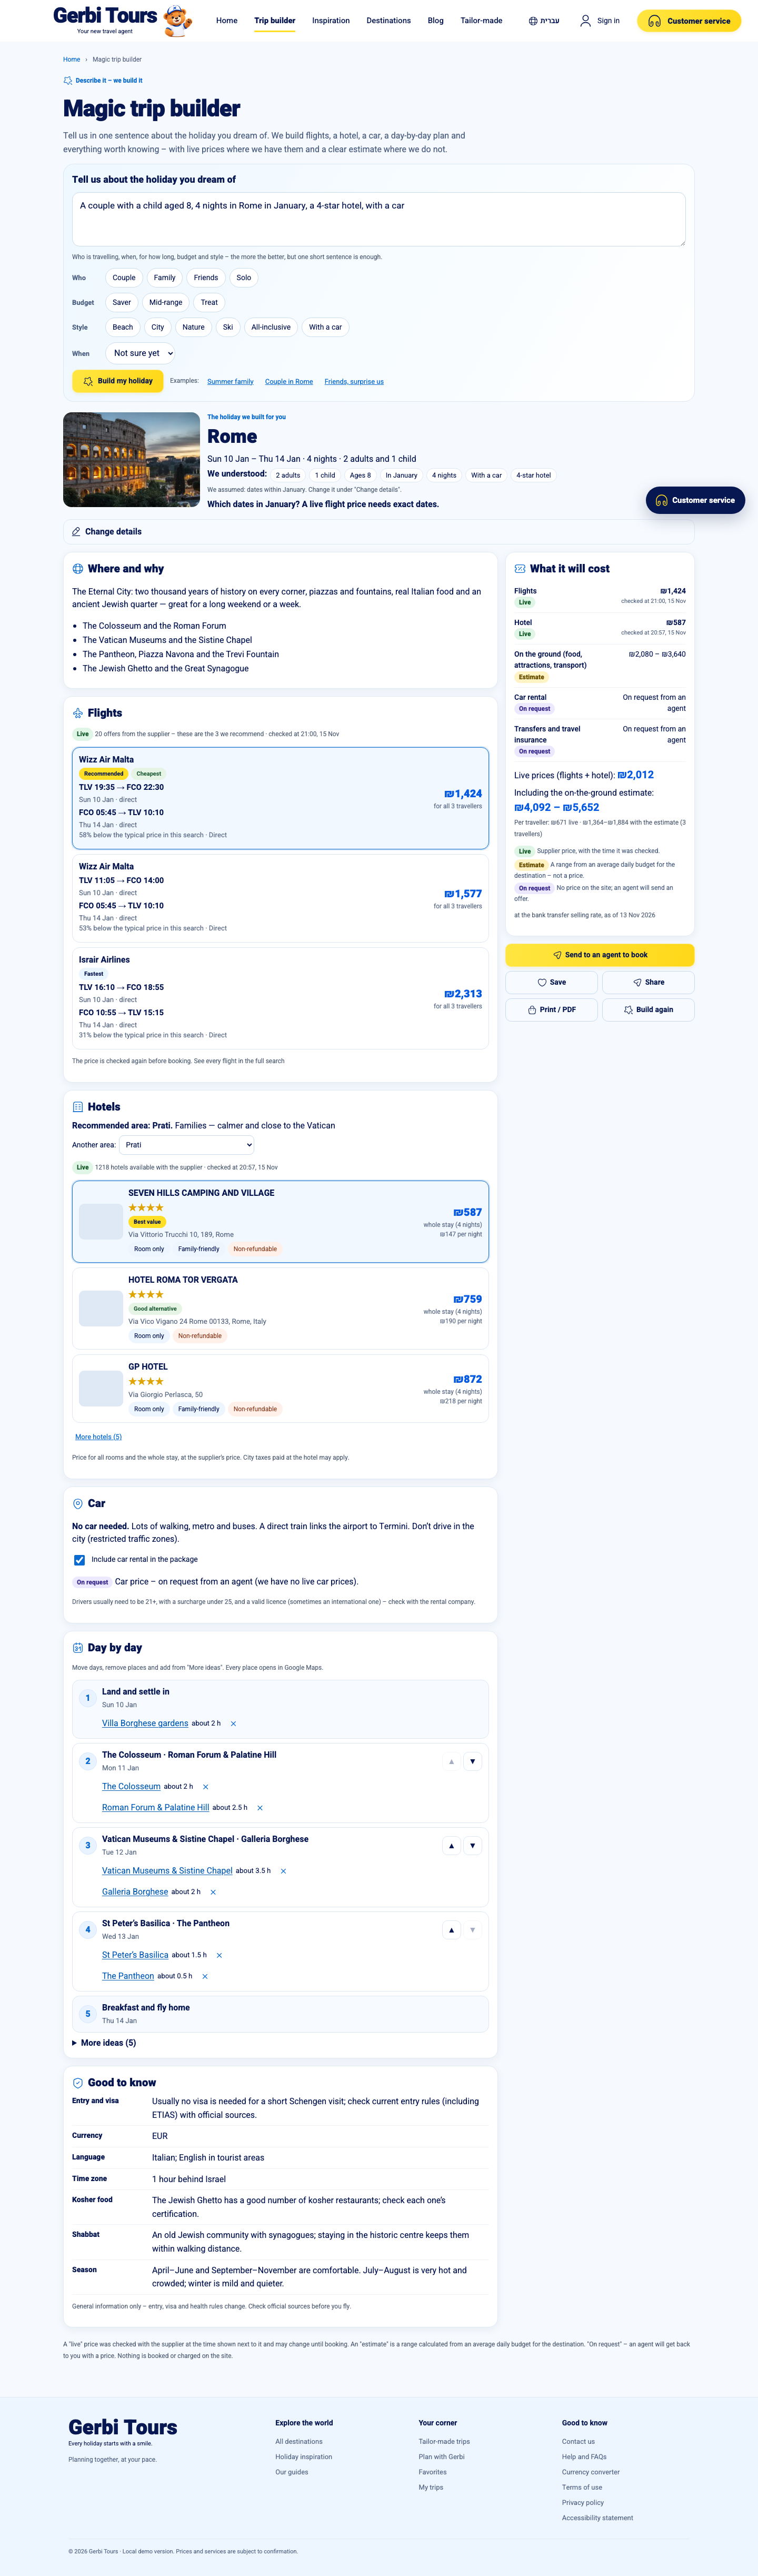 Gerbi Tours
Your new travel agent
Home
Trip builder
Inspiration
Destinations
Blog
Tailor-made
עברית
Sign in
Customer service
Home › Magic trip builder
Describe it – we build it
Magic trip builder
Tell us in one sentence about the holiday you dream of. We build flights, a hotel, a car, a day-by-day plan and
everything worth knowing – with live prices where we have them and a clear estimate where we do not.
Tell us about the holiday you dream of
A couple with a child aged 8, 4 nights in Rome in January, a 4-star hotel, with a car
Who is travelling, when, for how long, budget and style – the more the better, but one short sentence is enough.
Who Couple Family Friends Solo
Budget Saver Mid-range Treat
Style Beach City Nature Ski All-inclusive With a car
When Not sure yet
Build my holiday Examples: Summer family Couple in Rome Friends, surprise us
The holiday we built for you
Rome
Sun 10 Jan – Thu 14 Jan · 4 nights · 2 adults and 1 child
We understood: 2 adults 1 child Ages 8 In January 4 nights With a car 4-star hotel
We assumed: dates within January. Change it under "Change details".
Which dates in January? A live flight price needs exact dates.
Customer service
Change details
Where and why
The Eternal City: two thousand years of history on every corner, piazzas and fountains, real Italian food and an
ancient Jewish quarter — great for a long weekend or a week.
The Colosseum and the Roman Forum
The Vatican Museums and the Sistine Chapel
The Pantheon, Piazza Navona and the Trevi Fountain
The Jewish Ghetto and the Great Synagogue
Flights
Live 20 offers from the supplier – these are the 3 we recommend · checked at 21:00, 15 Nov
Wizz Air Malta
Recommended Cheapest
TLV 19:35 → FCO 22:30
Sun 10 Jan · direct
FCO 05:45 → TLV 10:10
Thu 14 Jan · direct
58% below the typical price in this search · Direct
₪1,424
for all 3 travellers
Wizz Air Malta
TLV 11:05 → FCO 14:00
Sun 10 Jan · direct
FCO 05:45 → TLV 10:10
Thu 14 Jan · direct
53% below the typical price in this search · Direct
₪1,577
for all 3 travellers
Israir Airlines
Fastest
TLV 16:10 → FCO 18:55
Sun 10 Jan · direct
FCO 10:55 → TLV 15:15
Thu 14 Jan · direct
31% below the typical price in this search · Direct
₪2,313
for all 3 travellers
The price is checked again before booking. See every flight in the full search
Hotels
Recommended area: Prati. Families — calmer and close to the Vatican
Another area: Prati
Live 1218 hotels available with the supplier · checked at 20:57, 15 Nov
SEVEN HILLS CAMPING AND VILLAGE
★★★★
Best value
Via Vittorio Trucchi 10, 189, Rome
Room only Family-friendly Non-refundable
₪587
whole stay (4 nights)
₪147 per night
HOTEL ROMA TOR VERGATA
★★★★
Good alternative
Via Vico Vigano 24 Rome 00133, Rome, Italy
Room only Non-refundable
₪759
whole stay (4 nights)
₪190 per night
GP HOTEL
★★★★
Via Giorgio Perlasca, 50
Room only Family-friendly Non-refundable
₪872
whole stay (4 nights)
₪218 per night
More hotels (5)
Price for all rooms and the whole stay, at the supplier's price. City taxes paid at the hotel may apply.
Car
No car needed. Lots of walking, metro and buses. A direct train links the airport to Termini. Don't drive in the
city (restricted traffic zones).
Include car rental in the package
On request Car price – on request from an agent (we have no live car prices).
Drivers usually need to be 21+, with a surcharge under 25, and a valid licence (sometimes an international one) – check with the rental company.
Day by day
Move days, remove places and add from "More ideas". Every place opens in Google Maps.
1 Land and settle in
Sun 10 Jan
Villa Borghese gardens about 2 h ×
2 The Colosseum · Roman Forum & Palatine Hill ▲ ▼
Mon 11 Jan
The Colosseum about 2 h ×
Roman Forum & Palatine Hill about 2.5 h ×
3 Vatican Museums & Sistine Chapel · Galleria Borghese ▲ ▼
Tue 12 Jan
Vatican Museums & Sistine Chapel about 3.5 h ×
Galleria Borghese about 2 h ×
4 St Peter's Basilica · The Pantheon ▲ ▼
Wed 13 Jan
St Peter's Basilica about 1.5 h ×
The Pantheon about 0.5 h ×
5 Breakfast and fly home
Thu 14 Jan
▶ More ideas (5)
Good to know
Entry and visa Usually no visa is needed for a short Schengen visit; check current entry rules (including
ETIAS) with official sources.
Currency EUR
Language Italian; English in tourist areas
Time zone 1 hour behind Israel
Kosher food The Jewish Ghetto has a good number of kosher restaurants; check each one's
certification.
Shabbat An old Jewish community with synagogues; staying in the historic centre keeps them
within walking distance.
Season April–June and September–November are comfortable. July–August is very hot and
crowded; winter is mild and quieter.
General information only – entry, visa and health rules change. Check official sources before you fly.
What it will cost
Flights ₪1,424
Live checked at 21:00, 15 Nov
Hotel ₪587
Live checked at 20:57, 15 Nov
On the ground (food, ₪2,080 – ₪3,640
attractions, transport)
Estimate
Car rental On request from an
On request agent
Transfers and travel On request from an
insurance agent
On request
Live prices (flights + hotel): ₪2,012
Including the on-the-ground estimate:
₪4,092 – ₪5,652
Per traveller: ₪671 live · ₪1,364–₪1,884 with the estimate (3
travellers)
Live Supplier price, with the time it was checked.
Estimate A range from an average daily budget for the
destination – not a price.
On request No price on the site; an agent will send an
offer.
at the bank transfer selling rate, as of 13 Nov 2026
Send to an agent to book
Save
Share
Print / PDF
Build again
A "live" price was checked with the supplier at the time shown next to it and may change until booking. An "estimate" is a range calculated from an average daily budget for the destination. "On request" – an agent will get back
to you with a price. Nothing is booked or charged on the site.
Gerbi Tours
Every holiday starts with a smile.
Planning together, at your pace.
Explore the world
All destinations
Holiday inspiration
Our guides
Your corner
Tailor-made trips
Plan with Gerbi
Favorites
My trips
Good to know
Contact us
Help and FAQs
Currency converter
Terms of use
Privacy policy
Accessibility statement
© 2026 Gerbi Tours · Local demo version. Prices and services are subject to confirmation.